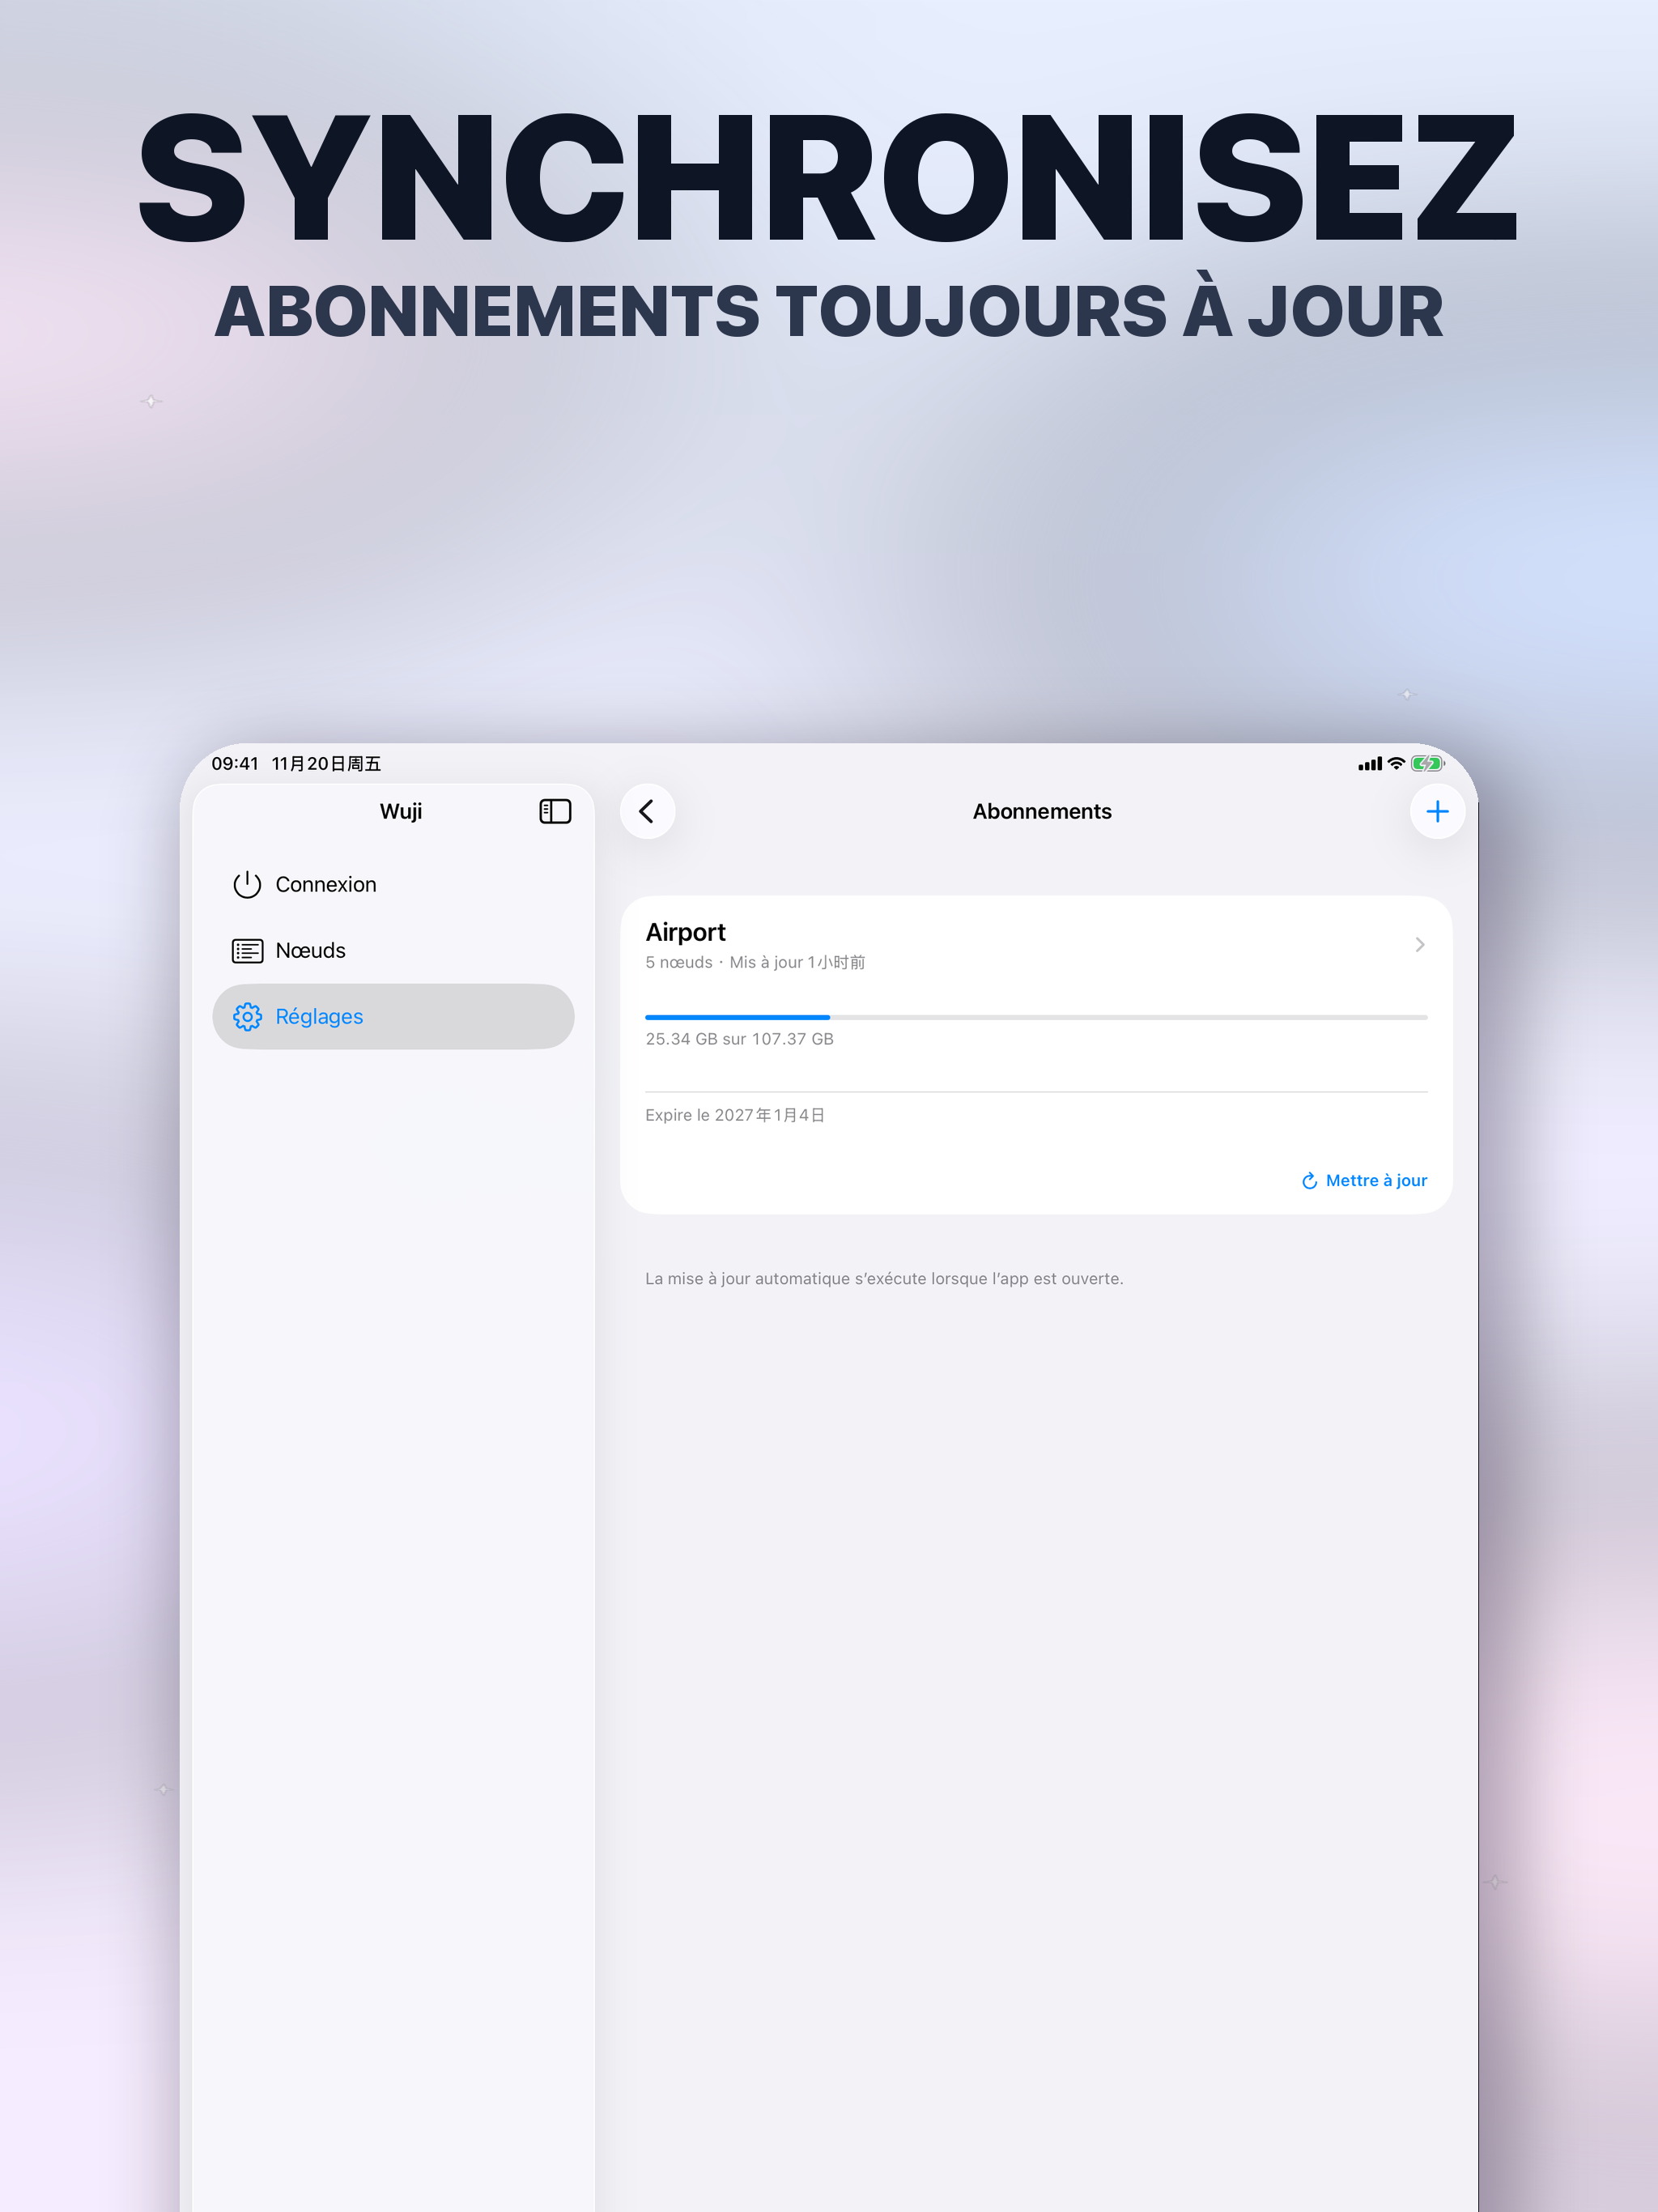 SYNCHRONISEZ
ABONNEMENTS TOUJOURS À JOUR
09:41 11月20日周五
Wuji
Connexion
Nœuds
Réglages
Abonnements
Airport
5 nœuds · Mis à jour 1小时前
25.34 GB sur 107.37 GB
Expire le 2027年1月4日
Mettre à jour
La mise à jour automatique s’exécute lorsque l’app est ouverte.